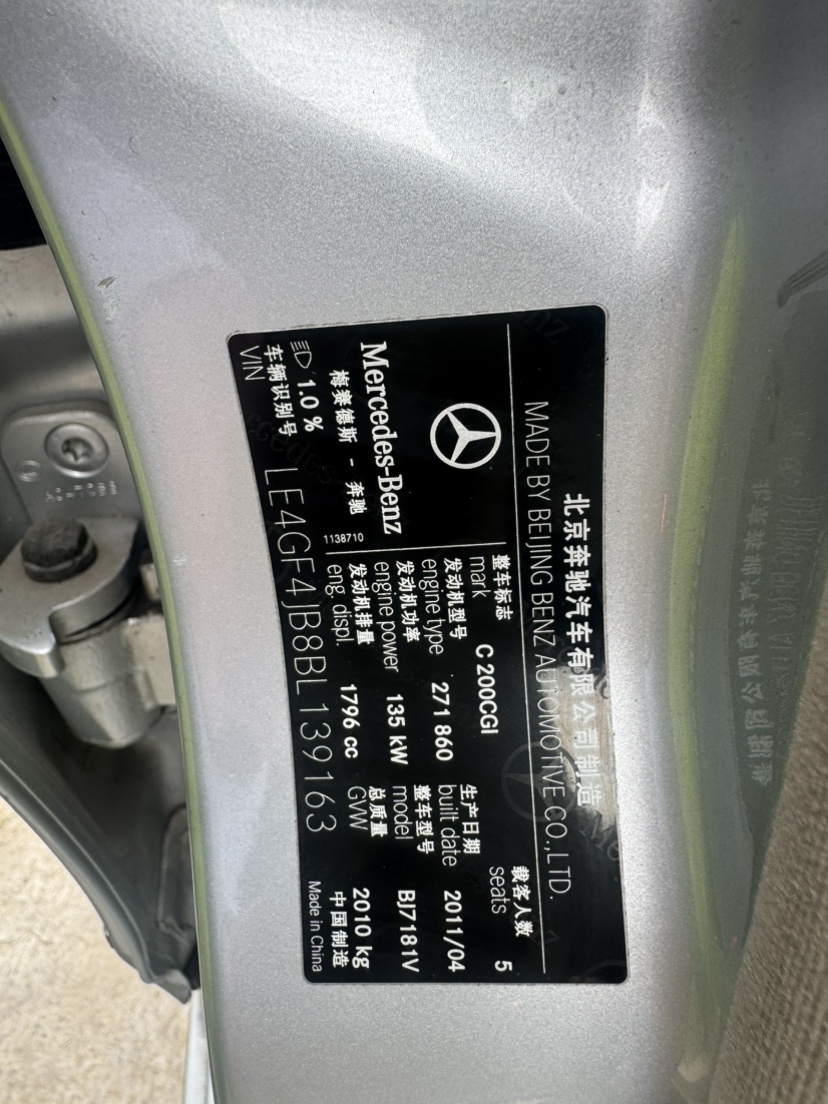 北京奔驰汽车有限公司制造
MADE BY BEIJING BENZ AUTOMOTIVE CO.,LTD.
载客人数
seats 5
整车标志
mark C 200CGI
生产日期
built date 2011/04
发动机型号
engine type 271 860
整车型号
model BJ7181V
发动机功率
engine power 135 kW
总质量
GVW 2010 kg
发动机排量
eng. displ. 1796 cc
中国制造
Made in China
Mercedes-Benz
梅赛德斯 - 奔驰
1138710
1.0 %
车辆识别号
VIN LE4GF4JB8BL139163